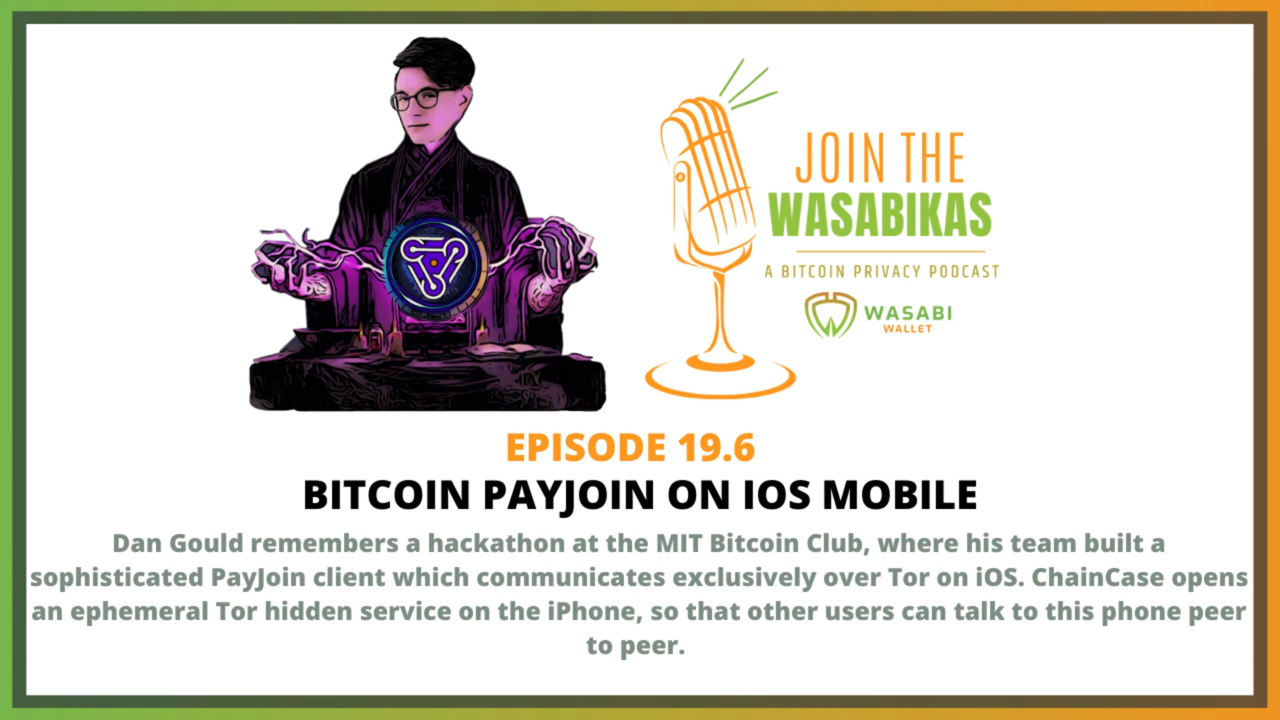 JOIN THE
WASABIKAS
A BITCOIN PRIVACY PODCAST
WASABI
WALLET
EPISODE 19.6
BITCOIN PAYJOIN ON IOS MOBILE
Dan Gould remembers a hackathon at the MIT Bitcoin Club, where his team built a
sophisticated PayJoin client which communicates exclusively over Tor on iOS. ChainCase opens
an ephemeral Tor hidden service on the iPhone, so that other users can talk to this phone peer
to peer.